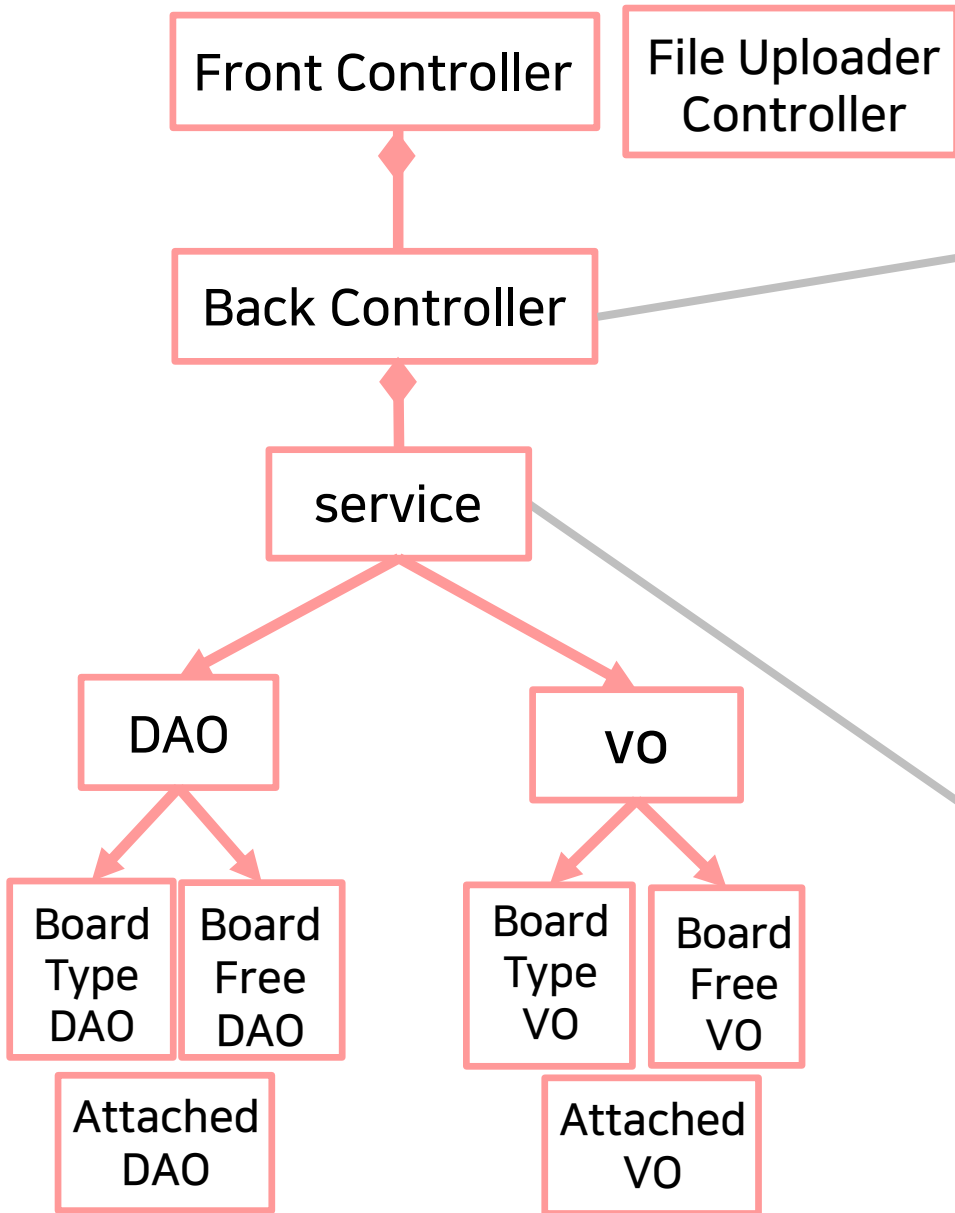 Front Controller
File Uploader
Controller
Back Controller
service
DAO
VO
Board
Type
DAO
Board
Free
DAO
Board
Type
VO
Board
Free
VO
Attached
DAO
Attached
VO